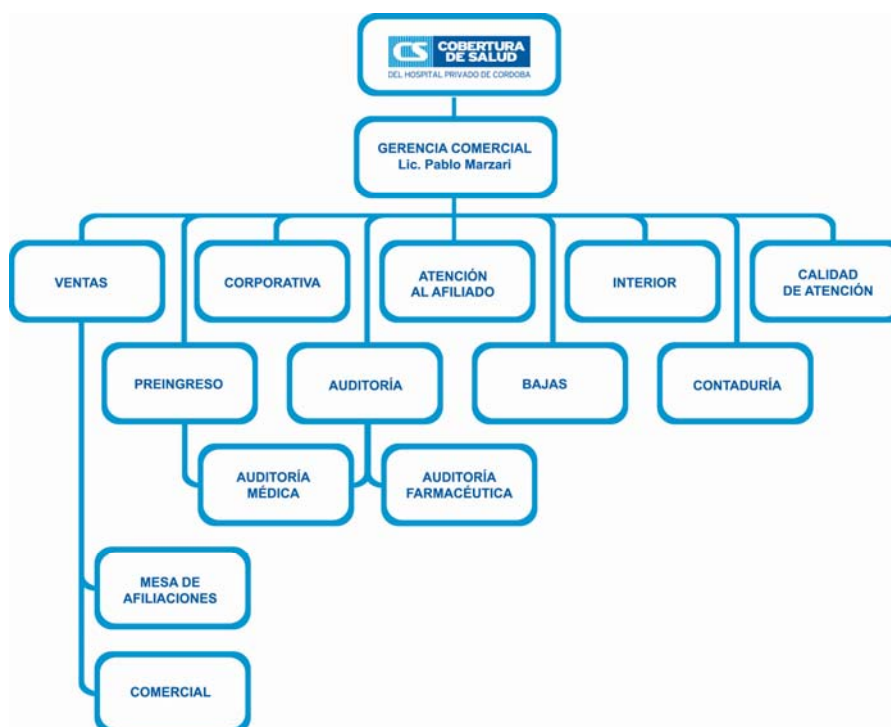 CS COBERTURA
DE SALUD
DEL HOSPITAL PRIVADO DE CORDOBA
GERENCIA COMERCIAL
Lic. Pablo Marzari
VENTAS
CORPORATIVA
ATENCIÓN
AL AFILIADO
INTERIOR
CALIDAD
DE ATENCIÓN
PREINGRESO
AUDITORÍA
BAJAS
CONTADURÍA
AUDITORÍA
MÉDICA
AUDITORÍA
FARMACÉUTICA
MESA DE
AFILIACIONES
COMERCIAL